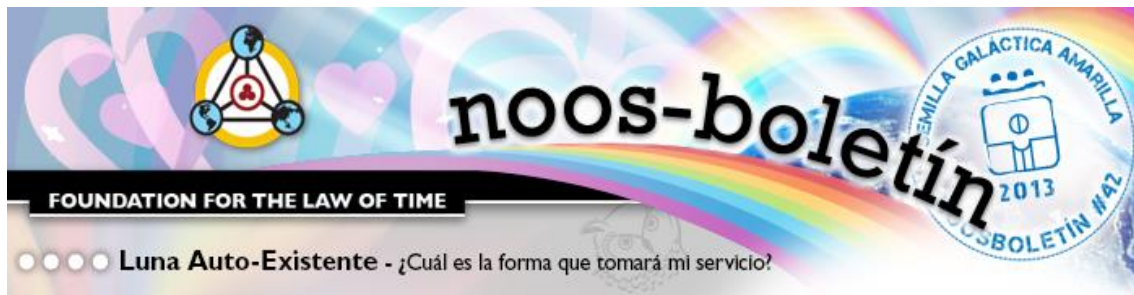 noos-boletín
SEMILLA GALÁCTICA AMARILLA
2013
NOOSBOLETÍN #42
FOUNDATION FOR THE LAW OF TIME
Luna Auto-Existente - ¿Cuál es la forma que tomará mi servicio?